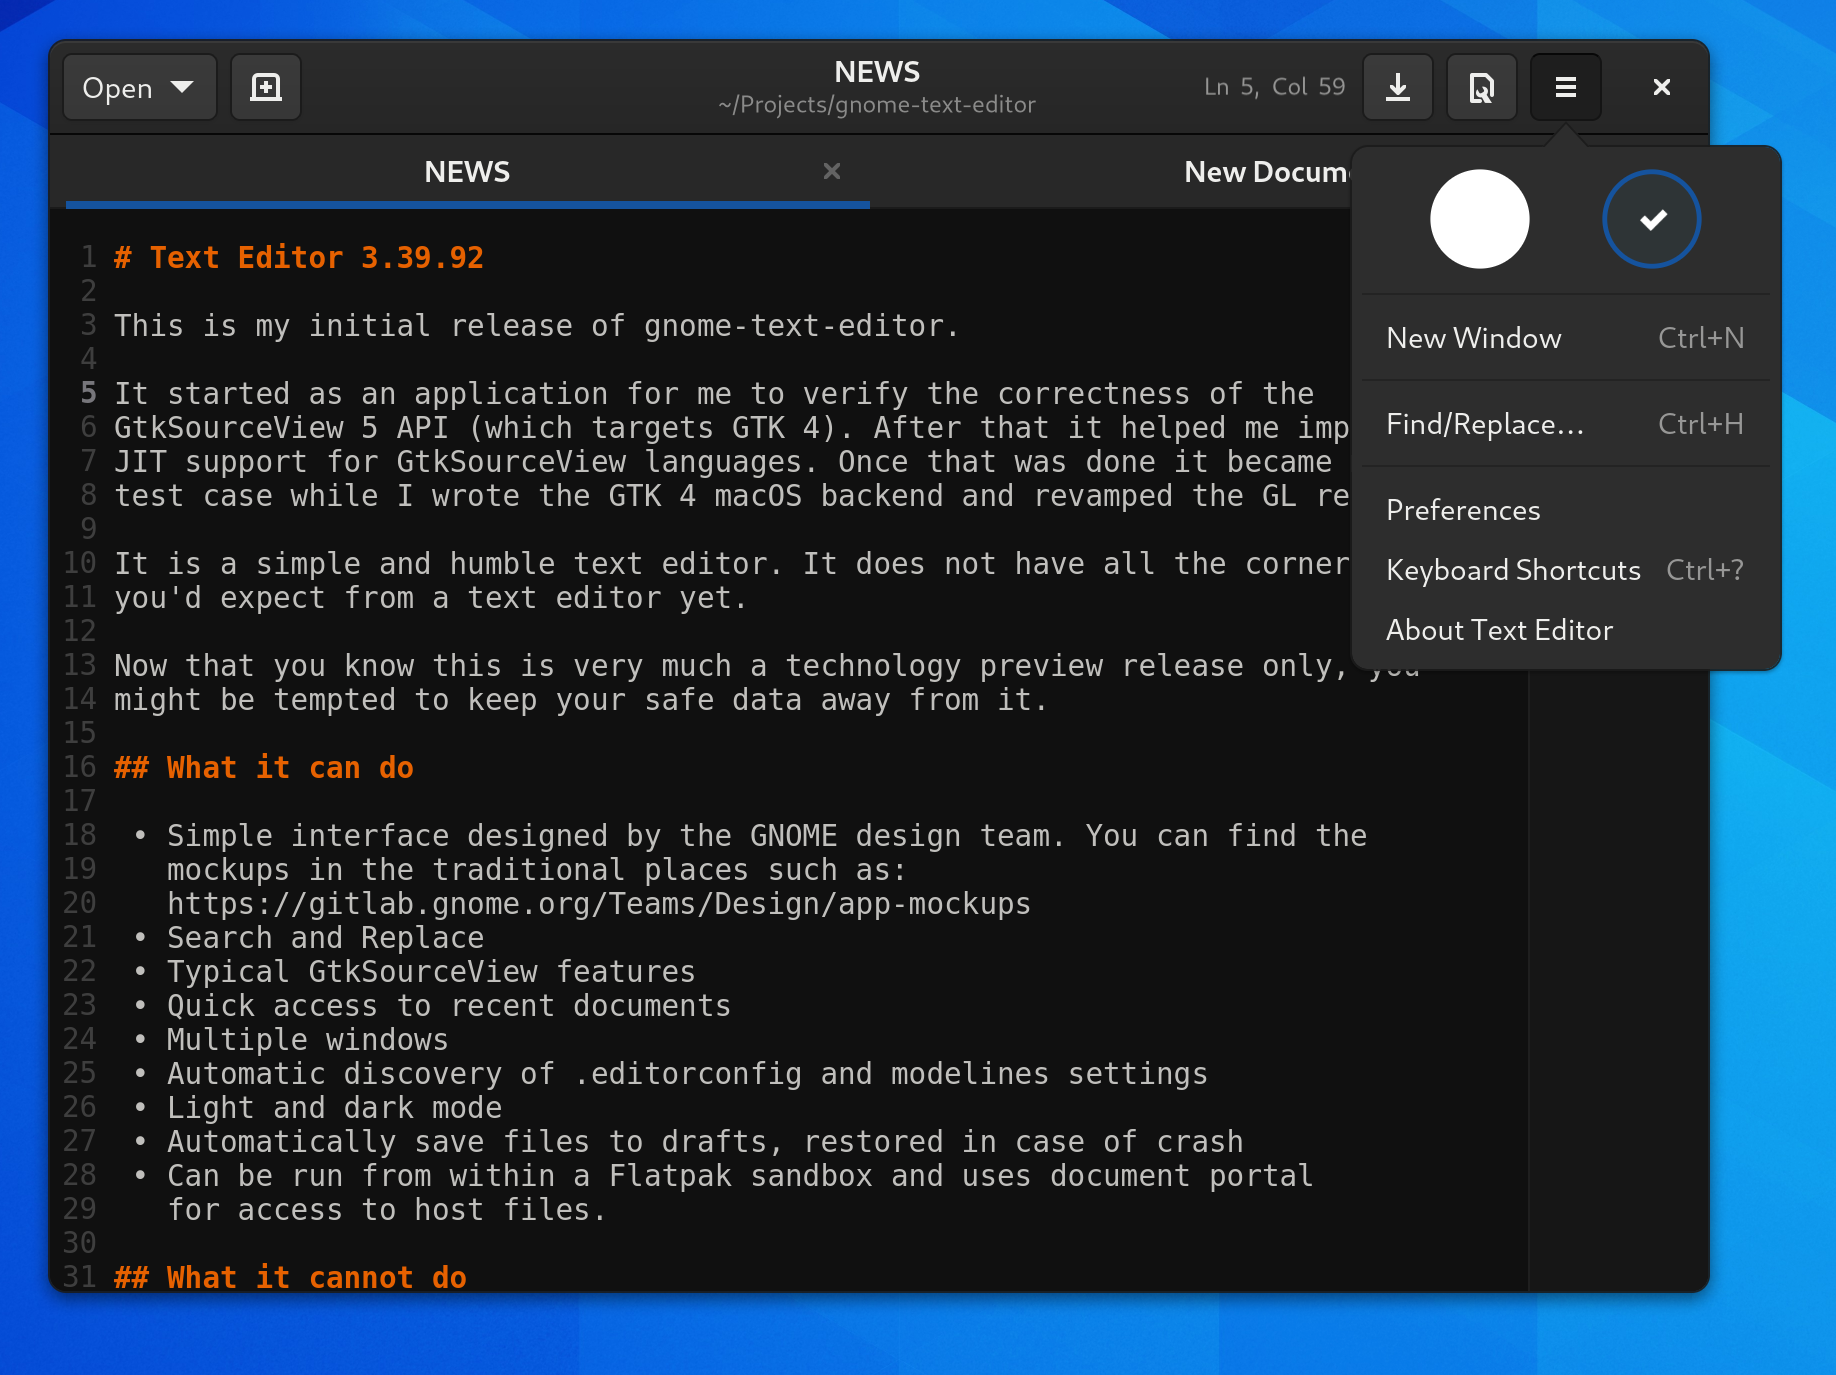 Open
NEWS
~/Projects/gnome-text-editor
Ln 5, Col 59
NEWS
New Docum
1 # Text Editor 3.39.92
2
3 This is my initial release of gnome-text-editor.
4
5 It started as an application for me to verify the correctness of the
6 GtkSourceView 5 API (which targets GTK 4). After that it helped me imp
7 JIT support for GtkSourceView languages. Once that was done it became
8 test case while I wrote the GTK 4 macOS backend and revamped the GL re
9
10 It is a simple and humble text editor. It does not have all the corner
11 you'd expect from a text editor yet.
12
13 Now that you know this is very much a technology preview release only, you
14 might be tempted to keep your safe data away from it.
15
16 ## What it can do
17
18 • Simple interface designed by the GNOME design team. You can find the
19 mockups in the traditional places such as:
20 https://gitlab.gnome.org/Teams/Design/app-mockups
21 • Search and Replace
22 • Typical GtkSourceView features
23 • Quick access to recent documents
24 • Multiple windows
25 • Automatic discovery of .editorconfig and modelines settings
26 • Light and dark mode
27 • Automatically save files to drafts, restored in case of crash
28 • Can be run from within a Flatpak sandbox and uses document portal
29 for access to host files.
30
31 ## What it cannot do
New Window Ctrl+N
Find/Replace... Ctrl+H
Preferences
Keyboard Shortcuts Ctrl+?
About Text Editor